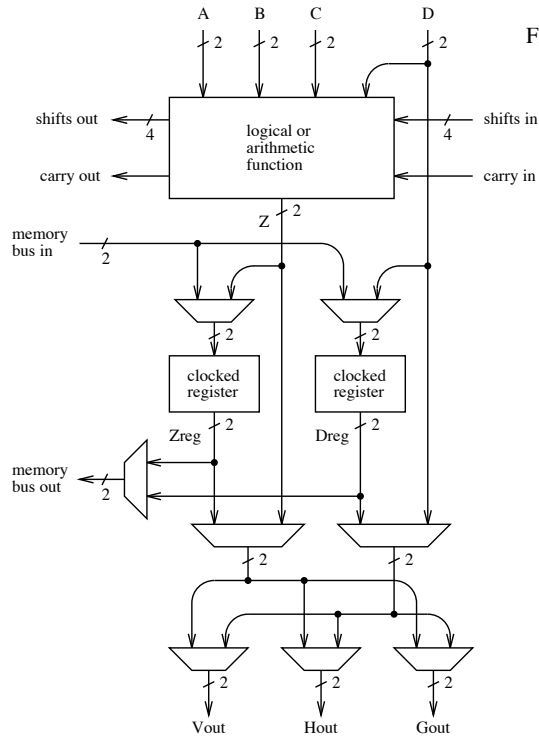 A B C D
F
2 2 2 2
shifts out
4
logical or
arithmetic
function
4
shifts in
carry out
carry in
Z
2
memory
bus in
2
2 2
clocked
register
clocked
register
Zreg
2
Dreg
2
memory
bus out
2
2 2
2 2 2
Vout Hout Gout